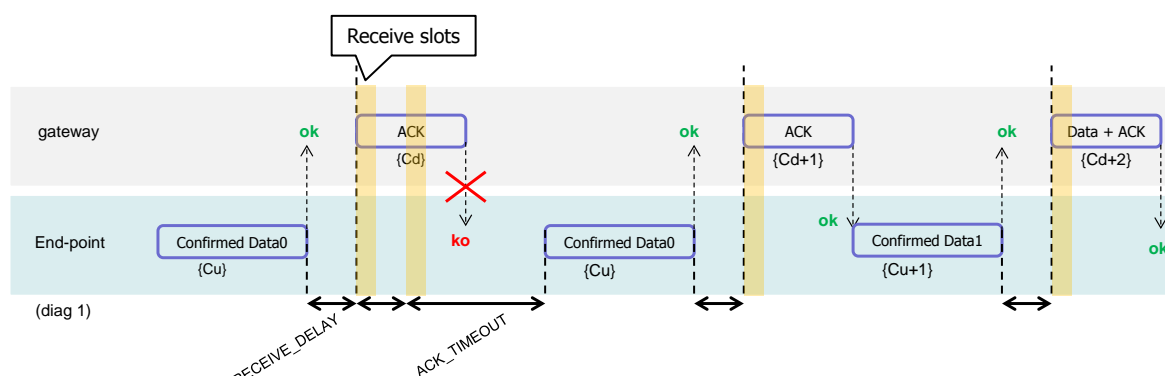 Receive slots
gateway
ok
ACK
{Cd}
ok
ACK
{Cd+1}
ok
Data + ACK
{Cd+2}
End-point
Confirmed Data0
{Cu}
ko
Confirmed Data0
{Cu}
ok
Confirmed Data1
{Cu+1}
ok
(diag 1)
RECEIVE_DELAY
ACK_TIMEOUT